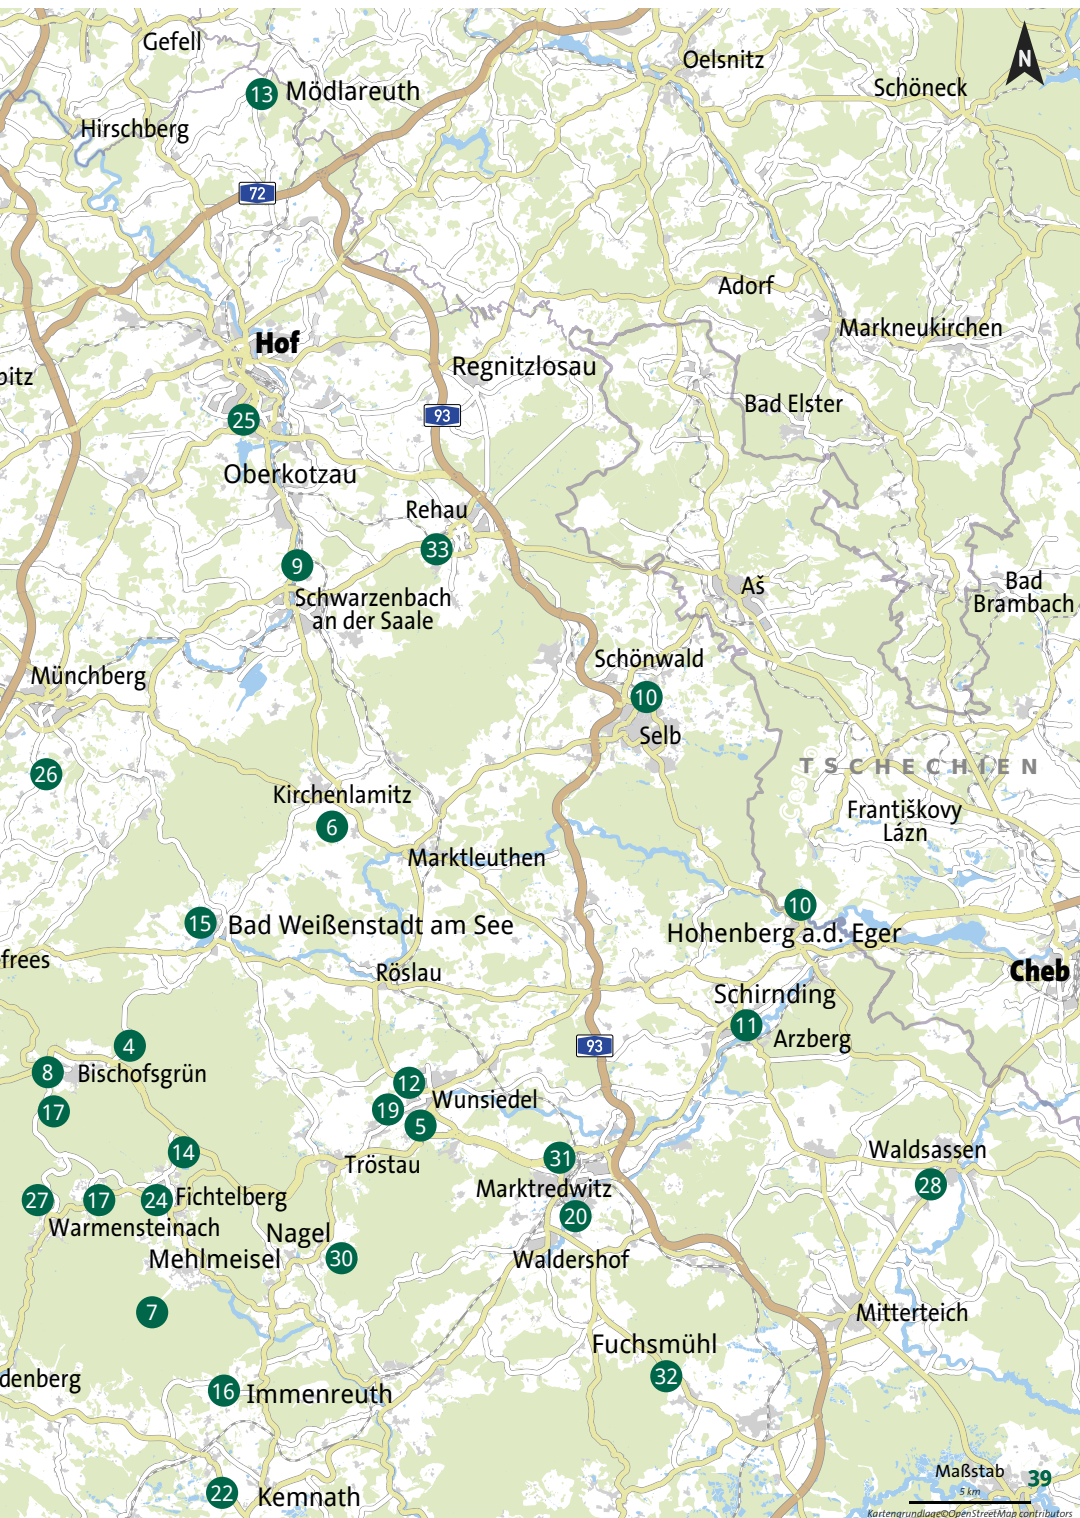 Gefell
Oelsnitz
N
Schöneck
13 Mödlareuth
Hirschberg
72
Adorf
Markneukirchen
Hof
Regnitzlosau
bitz
Bad Elster
93
25
Oberkotzau
Rehau
33
9
Schwarzenbach
an der Saale
Aš
Bad
Brambach
Münchberg
Schönwald
10
Selb
26
TSCHECHIEN
Kirchenlamitz
6
Františkovy
Lázn
Marktleuthen
10
15 Bad Weißenstadt am See
Hohenberg a.d. Eger
frees
Röslau
Cheb
Schirnding
11
Arzberg
4
93
8
Bischofsgrün
12
Wunsiedel
17
19
5
14
Tröstau
31
Waldsassen
28
Marktredwitz
27
17
24 Fichtelberg
20
Warmensteinach
Nagel
30
Mehlmeisel
Waldershof
7
Mitterteich
Fuchsmühl
32
denberg
16 Immenreuth
Maßstab
39
5 km
22 Kemnath
Kartengrundlage©OpenStreetMap contributors